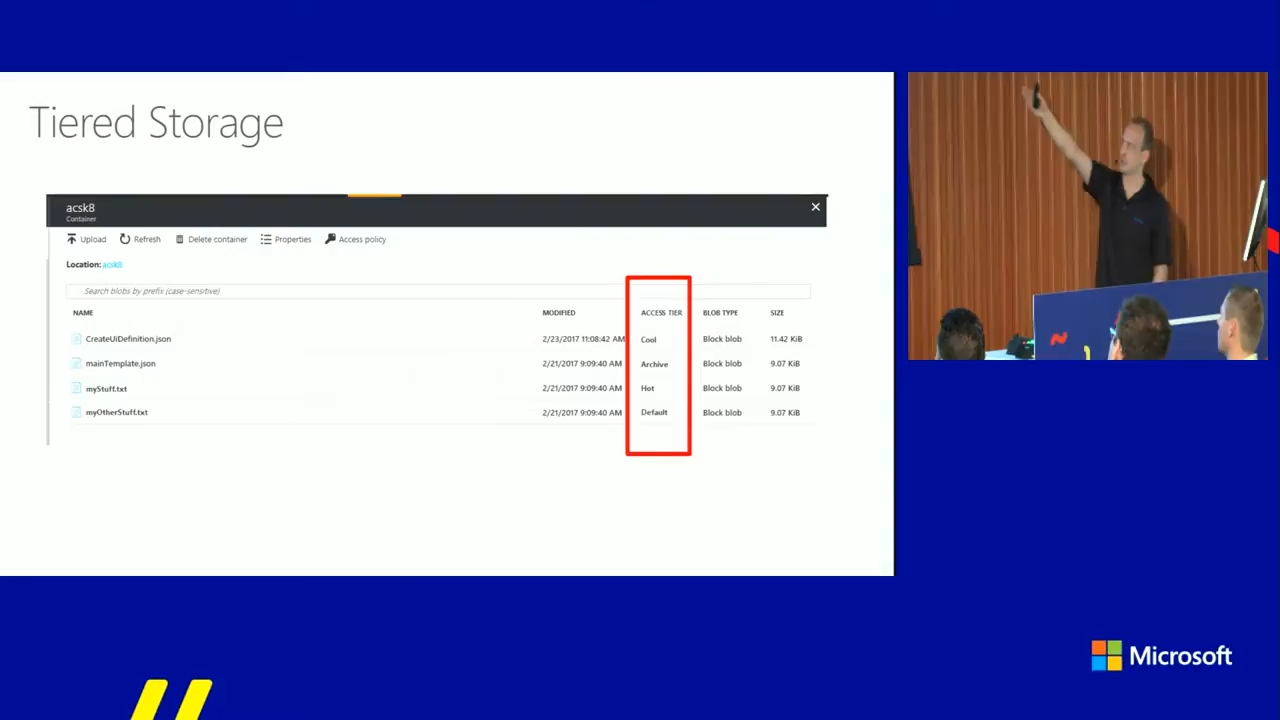 Tiered Storage
acsk8
Container
Upload Refresh Delete container Properties Access policy
Location: acsk8
Search blobs by prefix (case-sensitive)
NAME MODIFIED ACCESS TIER BLOB TYPE SIZE
CreateUiDefinition.json 2/23/2017 11:08:42 AM Cool Block blob 11.42 KiB
mainTemplate.json 2/21/2017 9:09:40 AM Archive Block blob 9.07 KiB
myStuff.txt 2/21/2017 9:09:40 AM Hot Block blob 9.07 KiB
myOtherStuff.txt 2/21/2017 9:09:40 AM Default Block blob 9.07 KiB
Microsoft